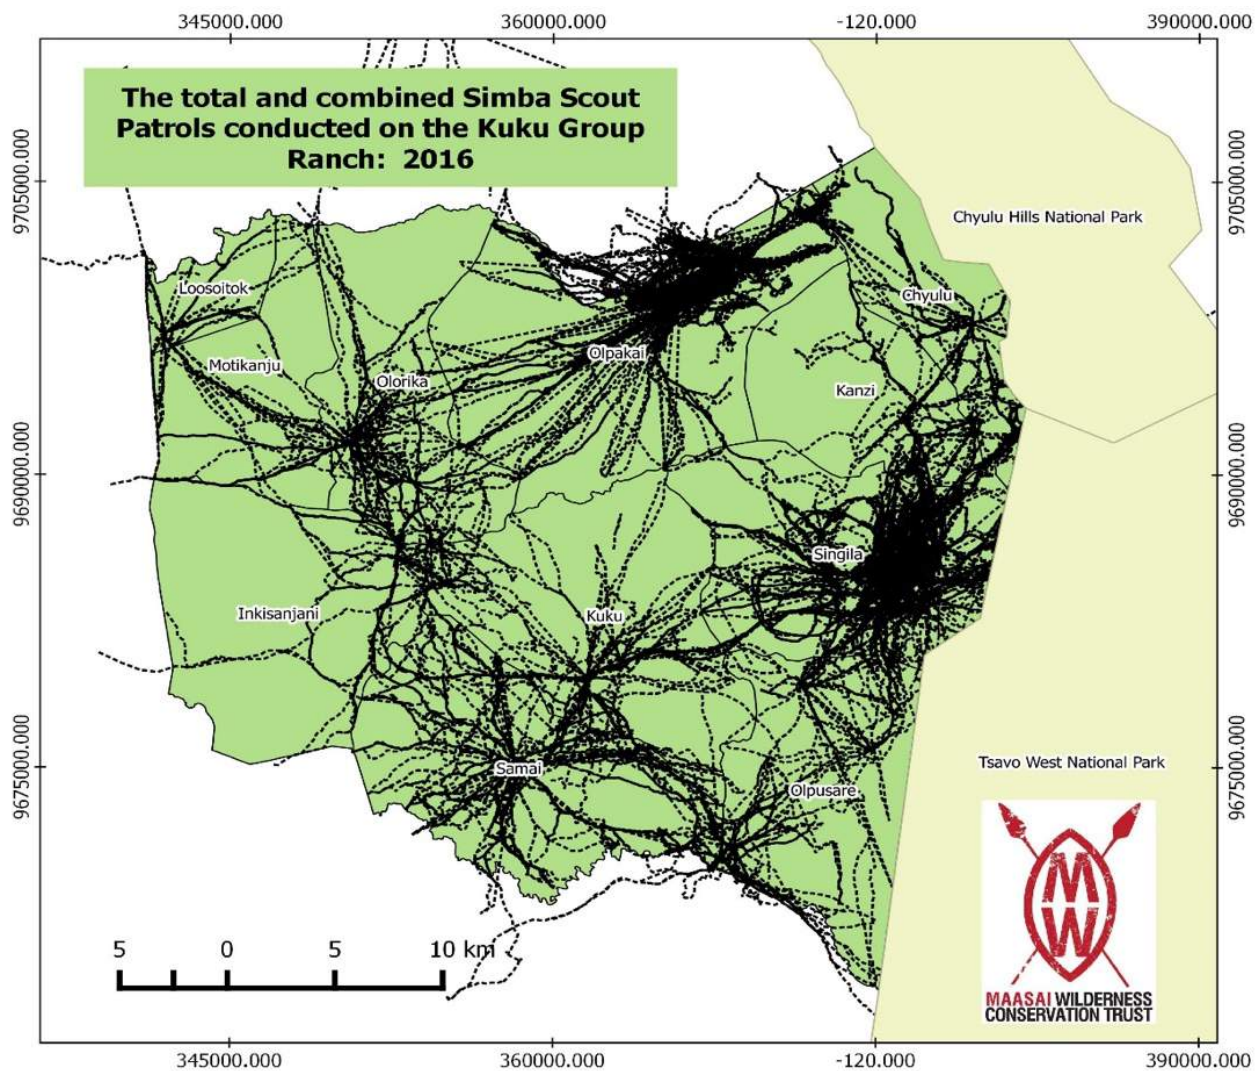 345000.000
360000.000
-120.000
390000.000
The total and combined Simba Scout
Patrols conducted on the Kuku Group
Ranch: 2016
9705000.000
9705000.000
Chyulu Hills National Park
Loosoitok
Chyulu
Olpakai
Motikanju
Olorika
Kanzi
9690000.000
9690000.000
Singila
Inkisanjani
Kuku
9675000.000
9675000.000
Samai
Tsavo West National Park
Olpusare
5 0 5 10 km
M
W
MAASAI WILDERNESS
CONSERVATION TRUST
345000.000
360000.000
-120.000
390000.000